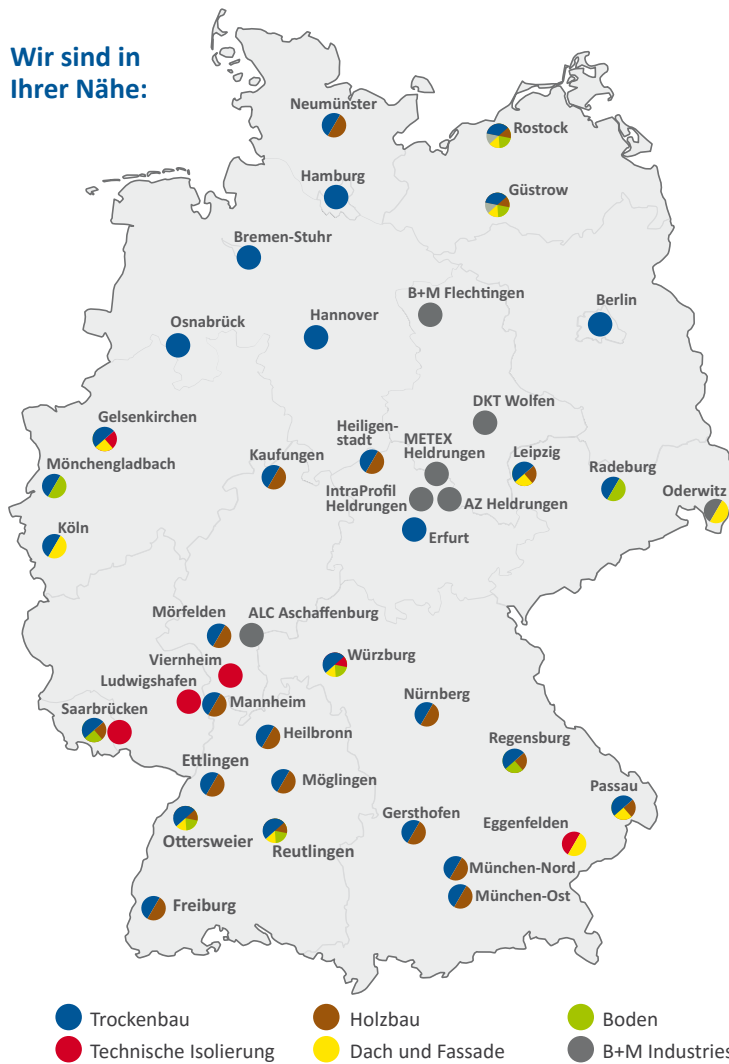 Wir sind in
Ihrer Nähe:
Neumünster
Rostock
Hamburg
Güstrow
Bremen-Stuhr
B+M Flechtingen
Berlin
Osnabrück
Hannover
DKT Wolfen
Gelsenkirchen
Heiligen-
stadt
METEX
Heldrungen
Leipzig
Mönchengladbach
Kaufungen
Radeburg
Oderwitz
IntraProfil
Heldrungen
AZ Heldrungen
Köln
Erfurt
Mörfelden
ALC Aschaffenburg
Viernheim
Würzburg
Ludwigshafen
Mannheim
Nürnberg
Saarbrücken
Heilbronn
Regensburg
Ettlingen
Möglingen
Passau
Gersthofen
Eggenfelden
Ottersweier
Reutlingen
München-Nord
München-Ost
Freiburg
Trockenbau
Holzbau
Boden
Technische Isolierung
Dach und Fassade
B+M Industries